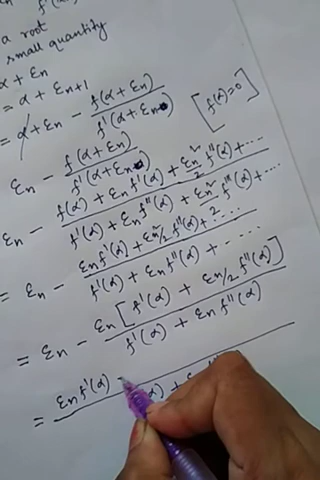 a root
small quantity
α + εn
= α + εn+1
= α + εn - f(α+εn) / f'(α+εn) [f(α)=0]
εn - f(α+εn) / f'(α+εn)
εn - f(α) + εn f'(α) + εn²/2 f''(α) + .... / f'(α) + εn f''(α) + εn²/2 f'''(α) + ....
= εn - εn f'(α) + εn²/2 f''(α) + .... / f'(α) + εn f''(α) + ....
= εn - εn [f'(α) + εn/2 f''(α)] / f'(α) + εn f''(α)
= εn f'(α)